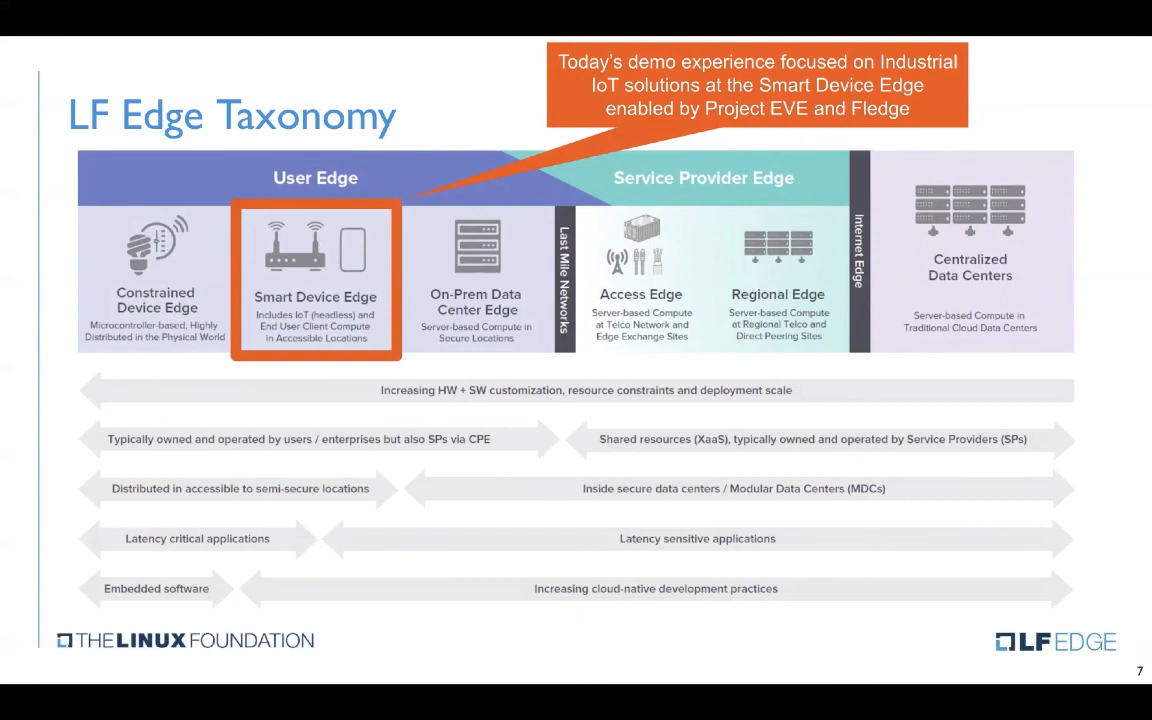 Today's demo experience focused on Industrial
IoT solutions at the Smart Device Edge
enabled by Project EVE and Fledge
LF Edge Taxonomy
User Edge
Service Provider Edge
Constrained
Device Edge
Microcontroller-based, Highly
Distributed in the Physical World
Smart Device Edge
Includes IoT (headless) and
End User Client Compute
in Accessible Locations
On-Prem Data
Center Edge
Server-based Compute in
Secure Locations
Last Mile Networks
Access Edge
Server-based Compute
at Telco Network and
Edge Exchange Sites
Regional Edge
Server-based Compute
at Regional Telco and
Direct Peering Sites
Internet Edge
Centralized
Data Centers
Server-based Compute in
Traditional Cloud Data Centers
Increasing HW + SW customization, resource constraints and deployment scale
Typically owned and operated by users / enterprises but also SPs via CPE
Shared resources (XaaS), typically owned and operated by Service Providers (SPs)
Distributed in accessible to semi-secure locations
Inside secure data centers / Modular Data Centers (MDCs)
Latency critical applications
Latency sensitive applications
Embedded software
Increasing cloud-native development practices
THE LINUX FOUNDATION
LF EDGE
7